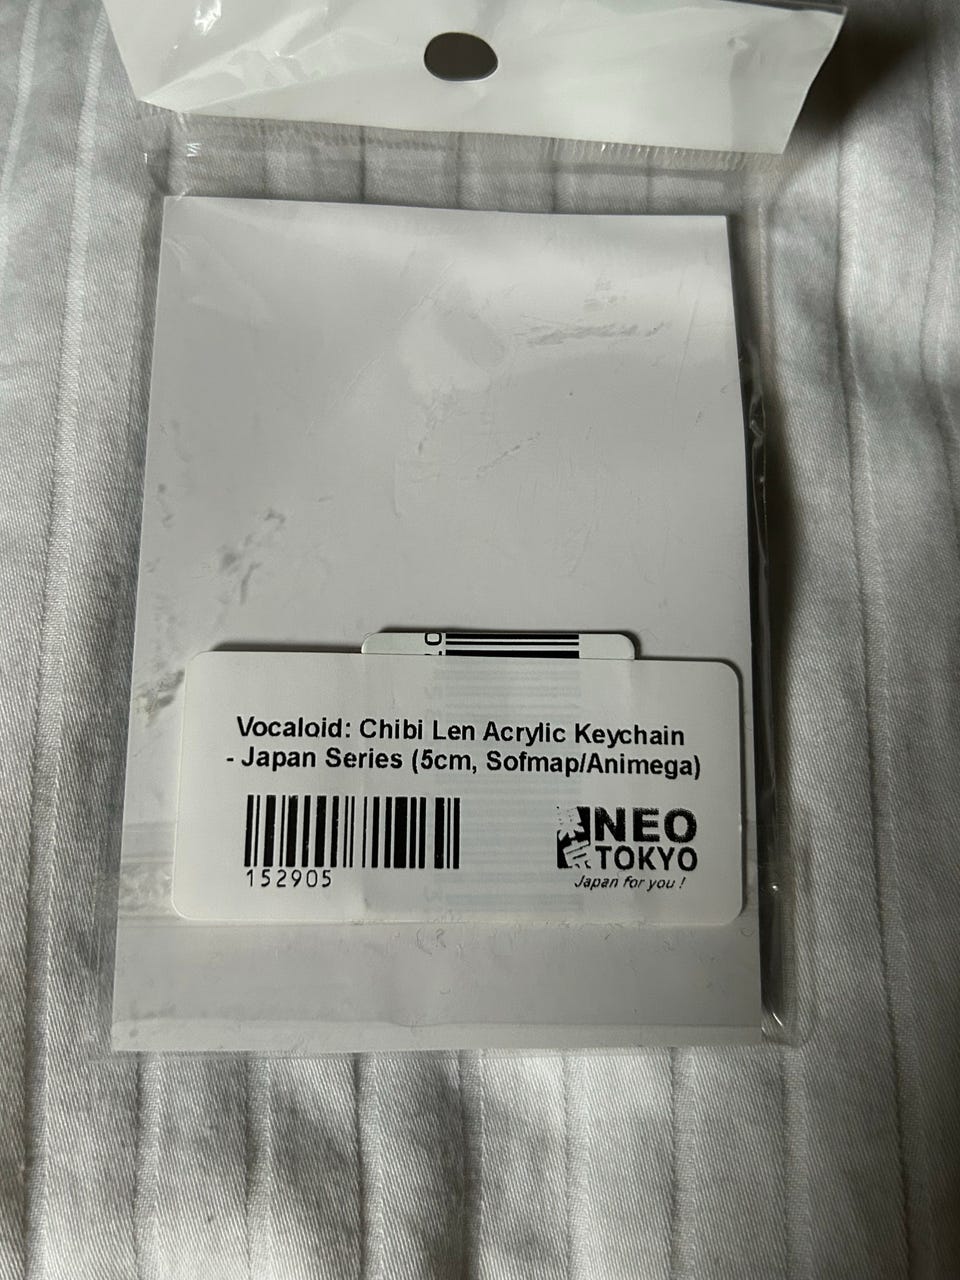 Vocaloid: Chibi Len Acrylic Keychain
- Japan Series (5cm, Sofmap/Animega)
152905
NEO
TOKYO
Japan for you !